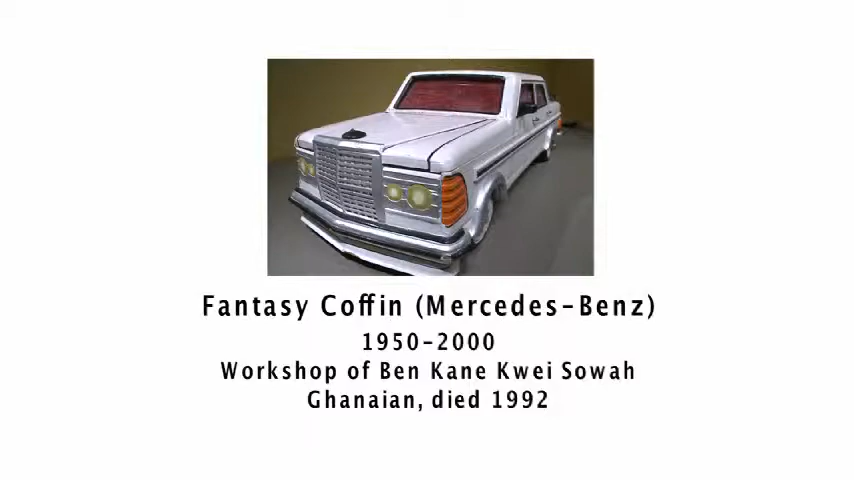 Fantasy Coffin (Mercedes-Benz)
1950-2000
Workshop of Ben Kane Kwei Sowah
Ghanaian, died 1992